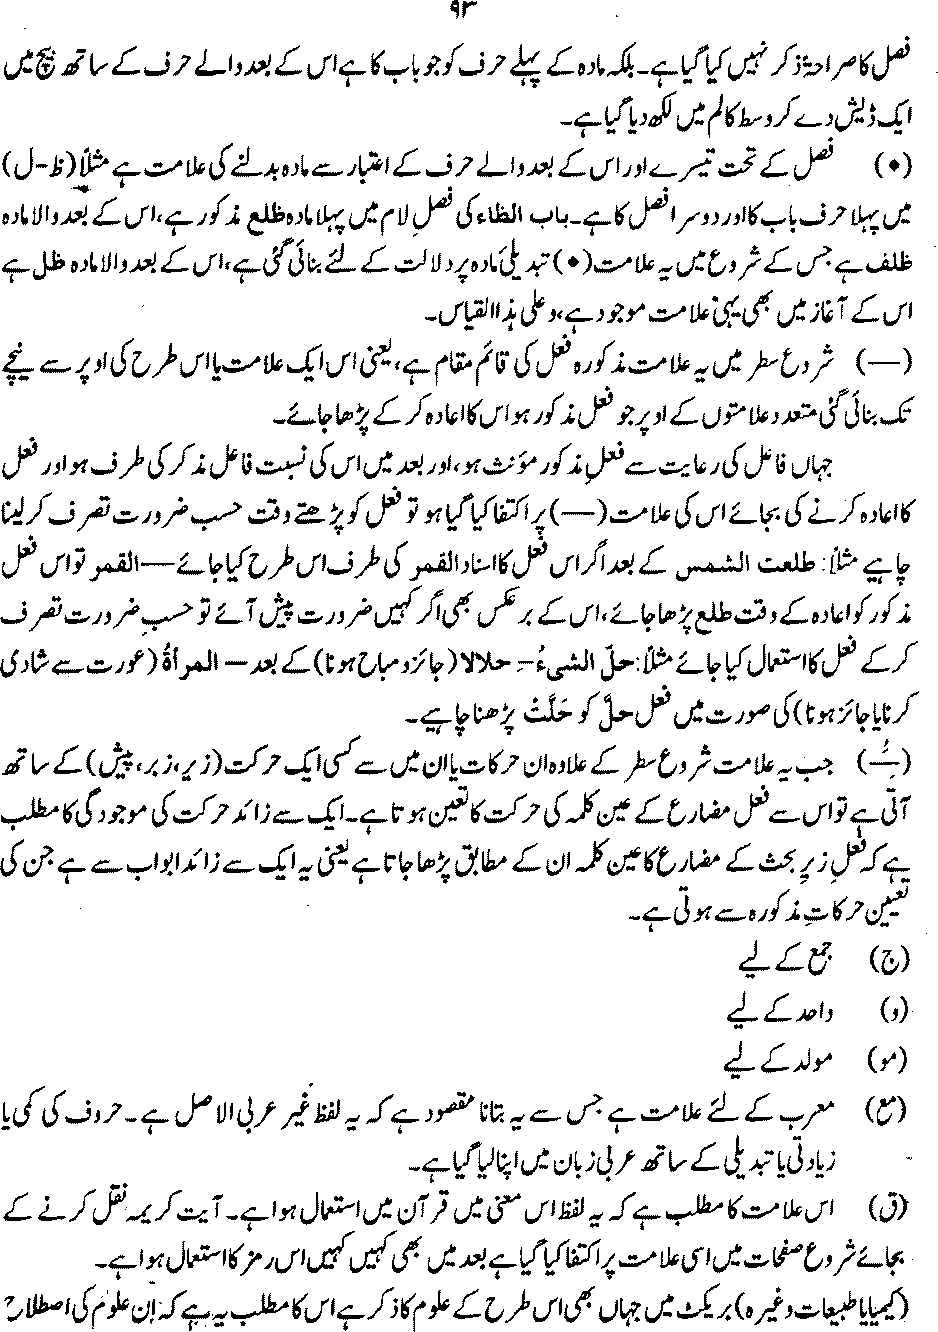 ۹۳
فصل کا صراحۃً ذکر نہیں کیا گیا ہے۔ بلکہ مادہ کے پہلے حرف کو جو باب کا ہے اس کے بعد والے حرف کے ساتھ بیچ میں
ایک ڈیش دے کر وسط کالم میں لکھ دیا گیا ہے۔
(•) فصل کے تحت تیسرے اور اس کے بعد والے حرف کے اعتبار سے مادہ بدلنے کی علامت ہے مثلاً (ظ-ل)
میں پہلا حرف باب کا اور دوسرا فصل کا ہے۔ باب الظاء کی فصلِ لام میں پہلا مادہ ظلع مذکور ہے، اس کے بعد والا مادہ
ظلف ہے جس کے شروع میں یہ علامت (•) تبدیلیٔ مادہ پر دلالت کے لئے بنائی گئی ہے، اس کے بعد والا مادہ ظل ہے
اس کے آغاز میں بھی یہی علامت موجود ہے، وعلی ہذا القیاس۔
(—) شروع سطر میں یہ علامت مذکورہ فعل کی قائم مقام ہے، یعنی اس ایک علامت یا اس طرح کی اوپر سے نیچے
تک بنائی گئی متعدد علامتوں کے اوپر جو فعل مذکور ہو اس کا اعادہ کر کے پڑھا جائے۔
جہاں فاعل کی رعایت سے فعلِ مذکور مؤنث ہو، اور بعد میں اس کی نسبت فاعل مذکر کی طرف ہو اور فعل
کا اعادہ کرنے کی بجائے اس کی علامت (—) پر اکتفا کیا گیا ہو تو فعل کو پڑھتے وقت حسب ضرورت تصرف کر لینا
چاہیے مثلاً: طلعت الشمس کے بعد اگر اس فعل کا اسناد القمر کی طرف اس طرح کیا جائے —القمر تو اس فعل
مذکور کو اعادہ کے وقت طلع پڑھا جائے، اس کے برعکس بھی اگر کہیں ضرورت پیش آئے تو حسبِ ضرورت تصرف
کر کے فعل کا استعمال کیا جائے مثلاً: حلّ الشیءُ – حلالا (جائز و مباح ہونا) کے بعد – المرأۃُ (عورت سے شادی
کرنا یا جائز ہونا) کی صورت میں فعل حلّ کو حَلَّتْ پڑھنا چاہیے۔
(ـُِـَ) جب یہ علامت شروع سطر کے علاوہ ان حرکات یا ان میں سے کسی ایک حرکت (زیر، زبر، پیش) کے ساتھ
آتی ہے تو اس سے فعل مضارع کے عین کلمہ کی حرکت کا تعین ہوتا ہے۔ ایک سے زائد حرکت کی موجودگی کا مطلب
ہے کہ فعلِ زیرِ بحث کے مضارع کا عین کلمہ ان کے مطابق پڑھا جاتا ہے یعنی یہ ایک سے زائد ابواب سے ہے جن کی
تعیین حرکاتِ مذکورہ سے ہوتی ہے۔
(ج) جمع کے لیے
(و) واحد کے لیے
(مو) مولد کے لیے
(مع) معرب کے لئے علامت ہے جس سے یہ بتانا مقصود ہے کہ یہ لفظ غیر عربی الاصل ہے۔ حروف کی کمی یا
زیادتی یا تبدیلی کے ساتھ عربی زبان میں اپنا لیا گیا ہے۔
(ق) اس علامت کا مطلب ہے کہ یہ لفظ اس معنی میں قرآن میں استعمال ہوا ہے۔ آیت کریمہ نقل کرنے کے
بجائے شروع صفحات میں اسی علامت پر اکتفا کیا گیا ہے بعد میں بھی کہیں کہیں اس رمز کا استعمال ہوا ہے۔
(کیمیا یا طبیعات وغیرہ) بریکٹ میں جہاں بھی اس طرح کے علوم کا ذکر ہے اس کا مطلب یہ ہے کہ اِن علوم کی اصطلاح